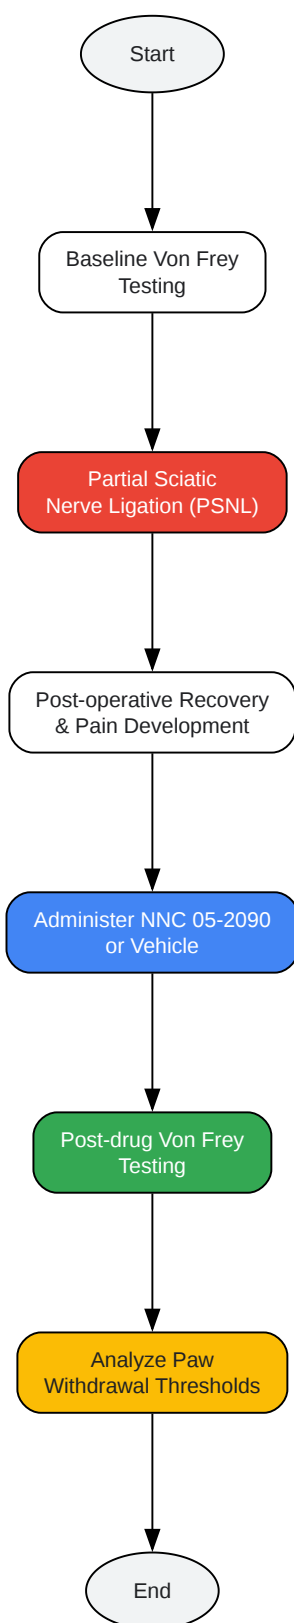 Start
Baseline Von Frey
Testing
Partial Sciatic
Nerve Ligation (PSNL)
Post-operative Recovery
& Pain Development
Administer NNC 05-2090
or Vehicle
Post-drug Von Frey
Testing
Analyze Paw
Withdrawal Thresholds
End